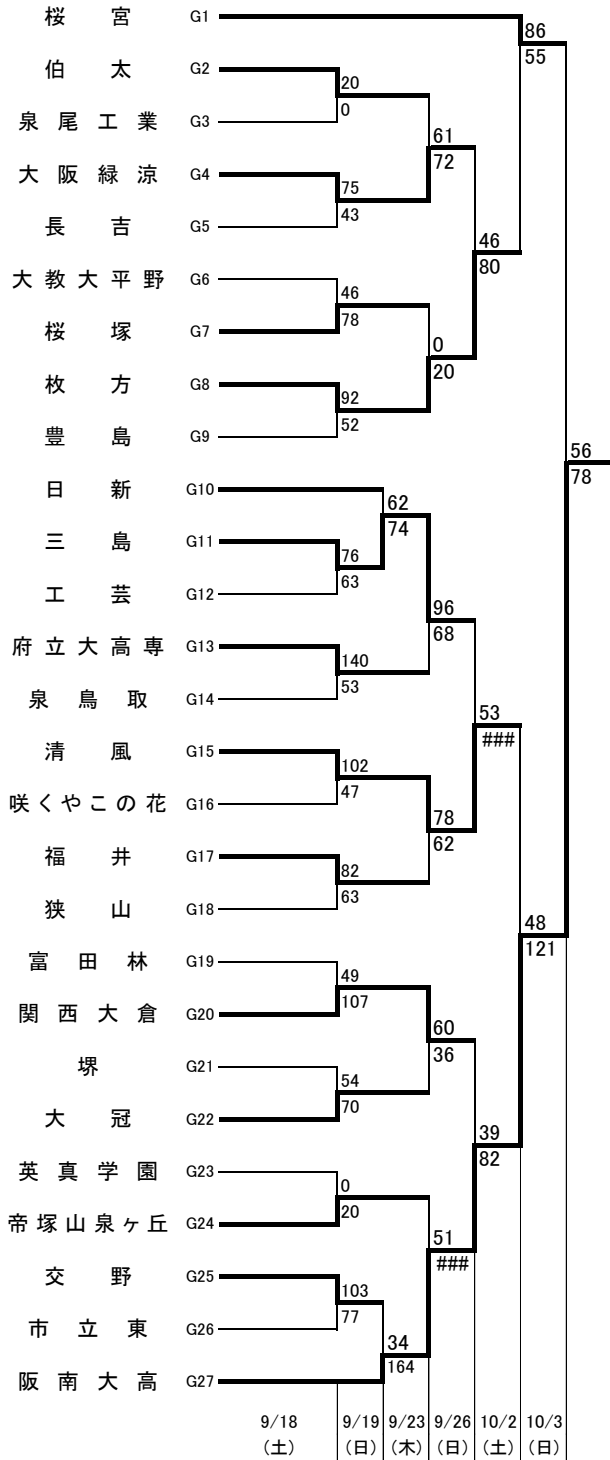 桜宮 G1
86
55
伯太 G2
20
0
泉尾工業 G3
61
72
大阪緑涼 G4
75
43
長吉 G5
46
80
大教大平野 G6
46
78
桜塚 G7
0
20
枚方 G8
92
52
豊島 G9
56
78
日新 G10
62
74
三島 G11
76
63
工芸 G12
96
68
府立大高専 G13
140
53
泉鳥取 G14
53
###
清風 G15
102
47
咲くやこの花 G16
78
62
福井 G17
82
63
狭山 G18
48
121
富田林 G19
49
107
関西大倉 G20
60
36
堺 G21
54
70
大冠 G22
39
82
英真学園 G23
0
20
帝塚山泉ヶ丘 G24
51
###
交野 G25
103
77
市立東 G26
34
164
阪南大高 G27
9/18 9/19 9/23 9/26 10/2 10/3
（土） （日） （木） （日） （土） （日）